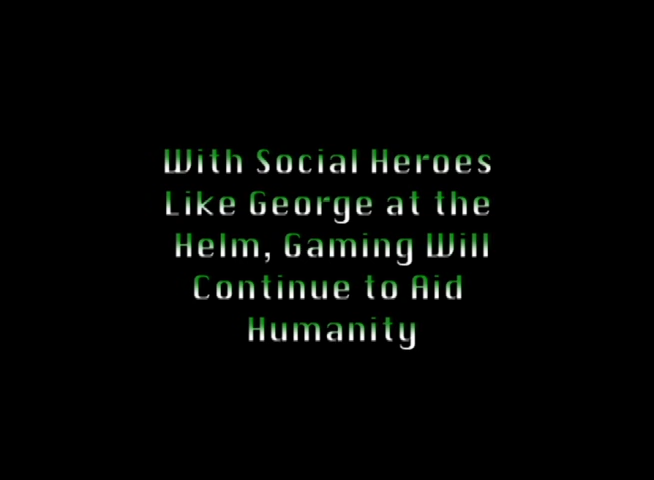 With Social Heroes
Like George at the
Helm, Gaming Will
Continue to Aid
Humanity